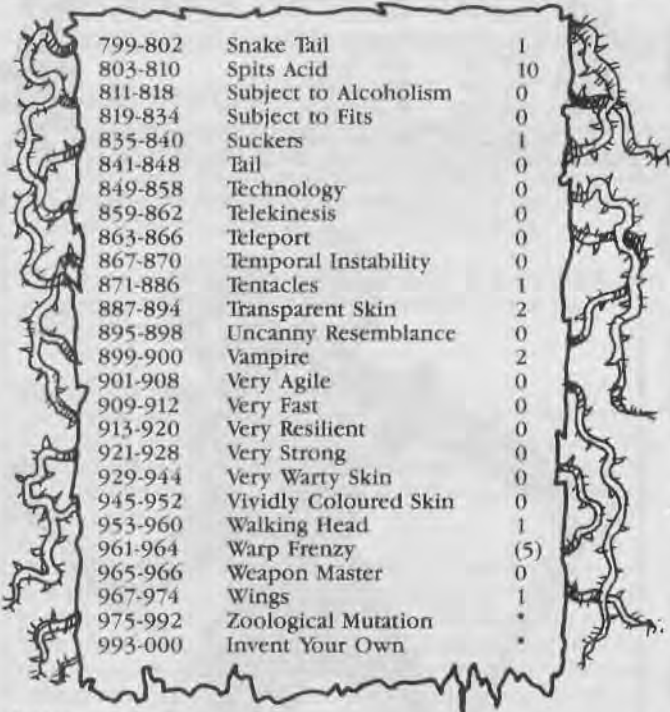 799-802 Snake Tail 1
803-810 Spits Acid 10
811-818 Subject to Alcoholism 0
819-834 Subject to Fits 0
835-840 Suckers 1
841-848 Tail 0
849-858 Technology 0
859-862 Telekinesis 0
863-866 Teleport 0
867-870 Temporal Instability 0
871-886 Tentacles 1
887-894 Transparent Skin 2
895-898 Uncanny Resemblance 0
899-900 Vampire 2
901-908 Very Agile 0
909-912 Very Fast 0
913-920 Very Resilient 0
921-928 Very Strong 0
929-944 Very Warty Skin 0
945-952 Vividly Coloured Skin 0
953-960 Walking Head 1
961-964 Warp Frenzy (5)
965-966 Weapon Master 0
967-974 Wings 1
975-992 Zoological Mutation *
993-000 Invent Your Own *